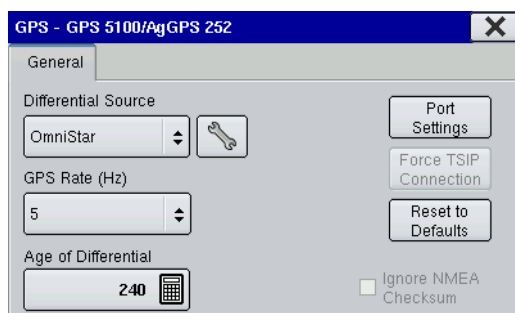 GPS - GPS 5100/AgGPS 252
General
Differential Source
OmniStar
GPS Rate (Hz)
5
Age of Differential
240
Port
Settings
Force TSIP
Connection
Reset to
Defaults
Ignore NMEA
Checksum